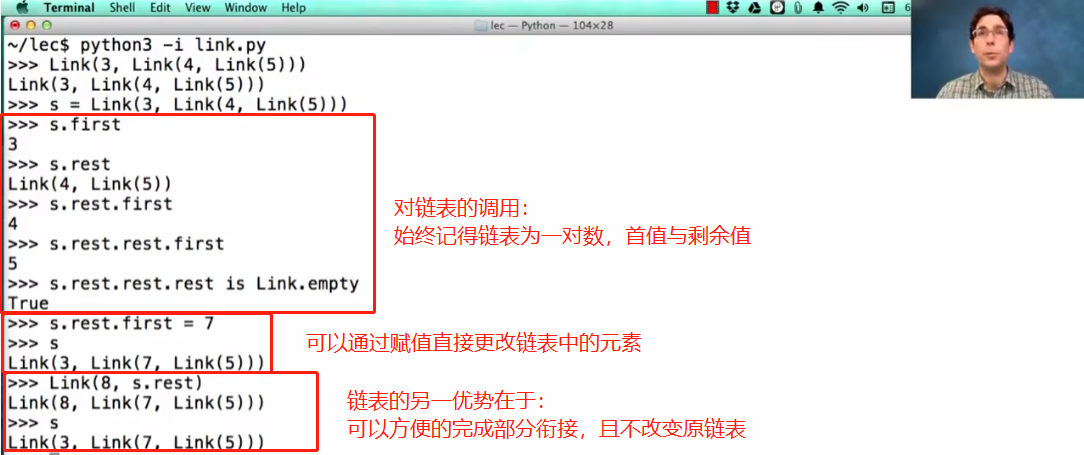 Terminal Shell Edit View Window Help
lec — Python — 104×28
~/lec$ python3 -i link.py
>>> Link(3, Link(4, Link(5)))
Link(3, Link(4, Link(5)))
>>> s = Link(3, Link(4, Link(5)))
>>> s.first
3
>>> s.rest
Link(4, Link(5))
>>> s.rest.first
4
>>> s.rest.rest.first
5
>>> s.rest.rest.rest is Link.empty
True
对链表的调用：
始终记得链表为一对数，首值与剩余值
>>> s.rest.first = 7
>>> s
Link(3, Link(7, Link(5)))
可以通过赋值直接更改链表中的元素
>>> Link(8, s.rest)
Link(8, Link(7, Link(5)))
>>> s
Link(3, Link(7, Link(5)))
链表的另一优势在于：
可以方便的完成部分衔接，且不改变原链表